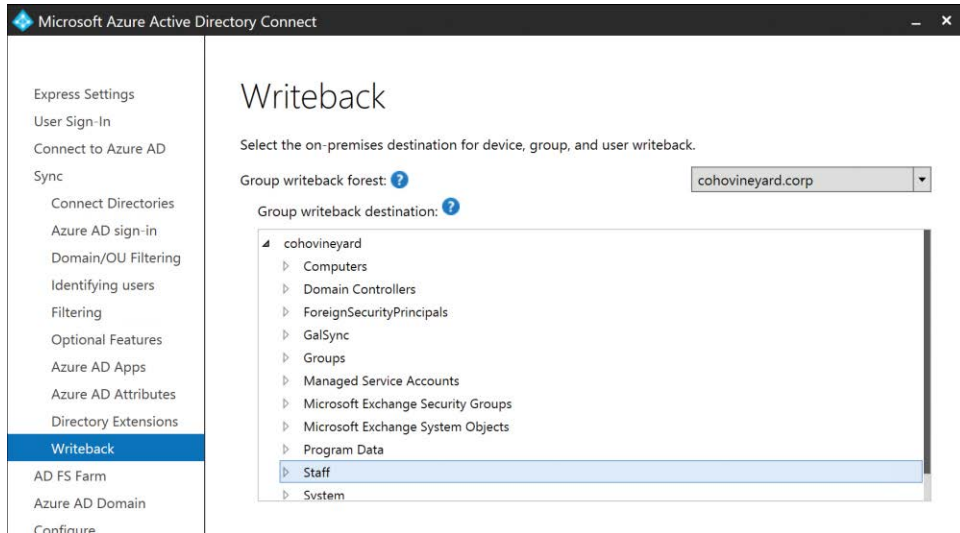 Microsoft Azure Active Directory Connect
Express Settings
User Sign-In
Connect to Azure AD
Sync
Connect Directories
Azure AD sign-in
Domain/OU Filtering
Identifying users
Filtering
Optional Features
Azure AD Apps
Azure AD Attributes
Directory Extensions
Writeback
AD FS Farm
Azure AD Domain
Configure
Writeback
Select the on-premises destination for device, group, and user writeback.
Group writeback forest: ?
cohovineyard.corp
Group writeback destination: ?
cohovineyard
Computers
Domain Controllers
ForeignSecurityPrincipals
GalSync
Groups
Managed Service Accounts
Microsoft Exchange Security Groups
Microsoft Exchange System Objects
Program Data
Staff
System